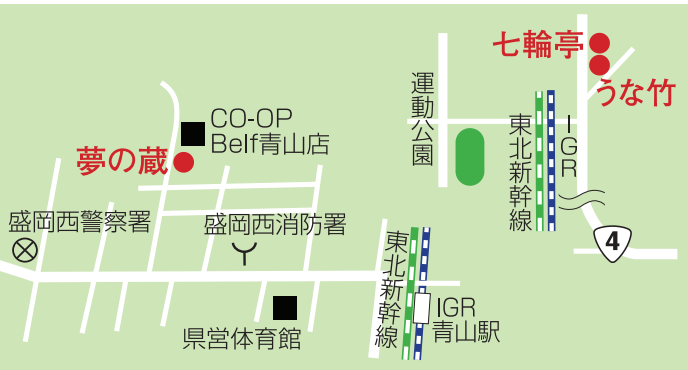 七輪亭
うな竹
運動公園
東北新幹線
IGR
4
CO-OP
Belf青山店
夢の蔵
盛岡西警察署
盛岡西消防署
東北新幹線
県営体育館
IGR
青山駅